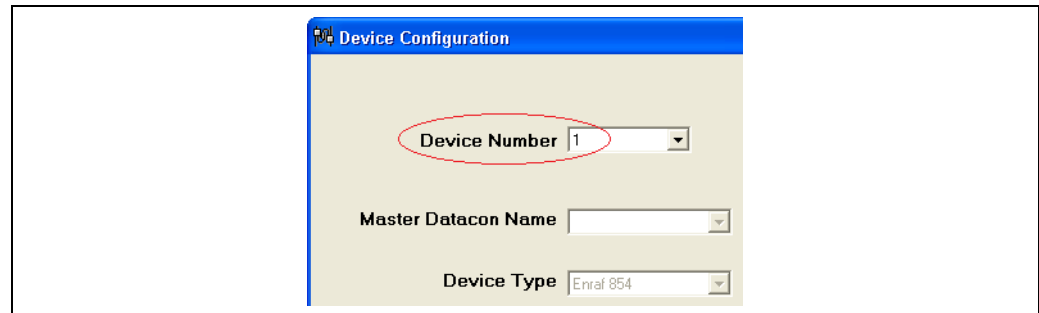 Device Configuration
Device Number 1
Master Datacon Name
Device Type Enraf 854